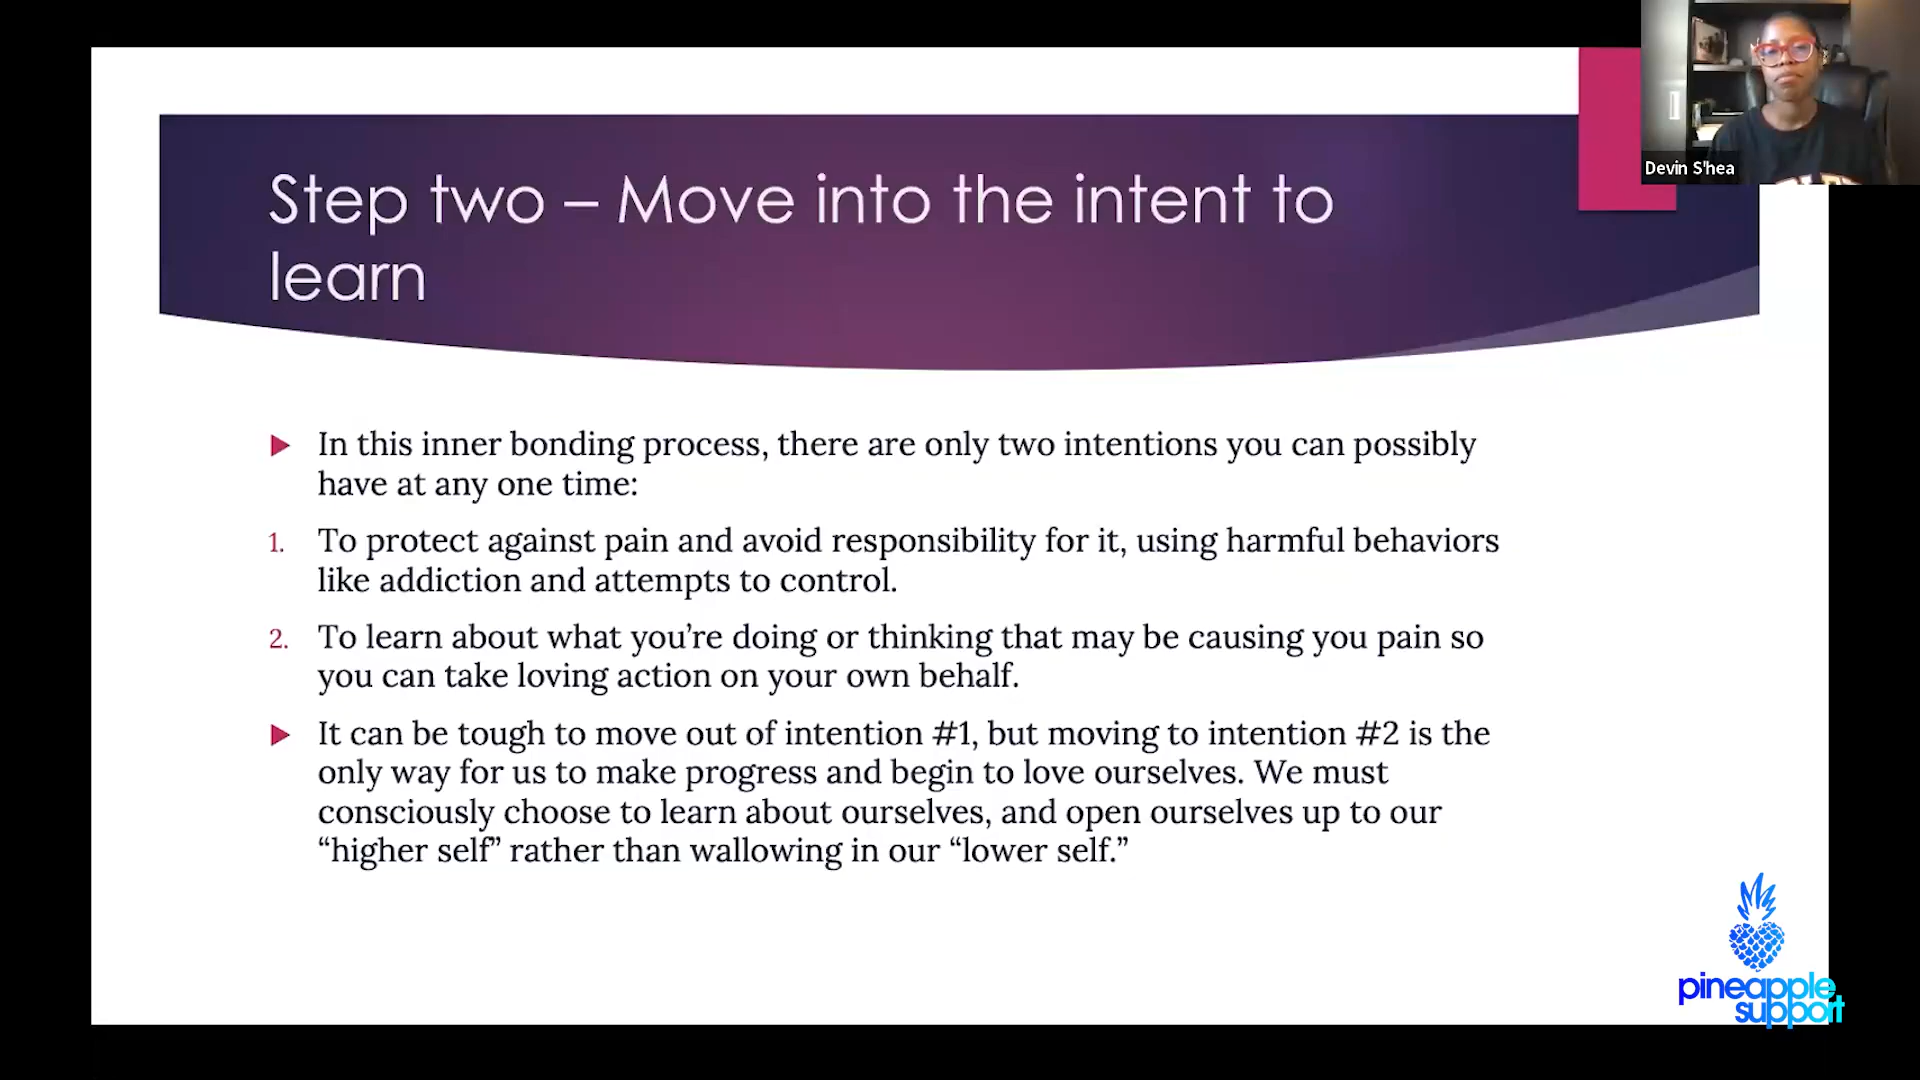 Devin S'hea
Step two – Move into the intent to
learn
In this inner bonding process, there are only two intentions you can possibly
have at any one time:
1. To protect against pain and avoid responsibility for it, using harmful behaviors
like addiction and attempts to control.
2. To learn about what you’re doing or thinking that may be causing you pain so
you can take loving action on your own behalf.
It can be tough to move out of intention #1, but moving to intention #2 is the
only way for us to make progress and begin to love ourselves. We must
consciously choose to learn about ourselves, and open ourselves up to our
“higher self” rather than wallowing in our “lower self.”
pineapple
support